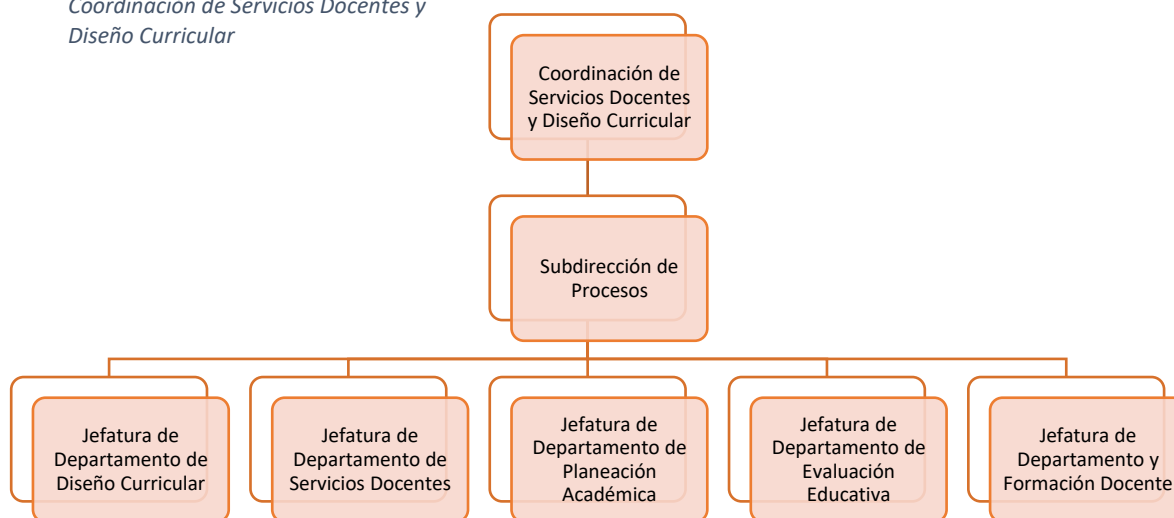 Coordinación de Servicios Docentes y
Diseño Curricular
Coordinación de
Servicios Docentes
y Diseño Curricular
Subdirección de
Procesos
Jefatura de
Departamento de
Diseño Curricular
Jefatura de
Departamento de
Servicios Docentes
Jefatura de
Departamento de
Planeación
Académica
Jefatura de
Departamento de
Evaluación
Educativa
Jefatura de
Departamento y
Formación Docente